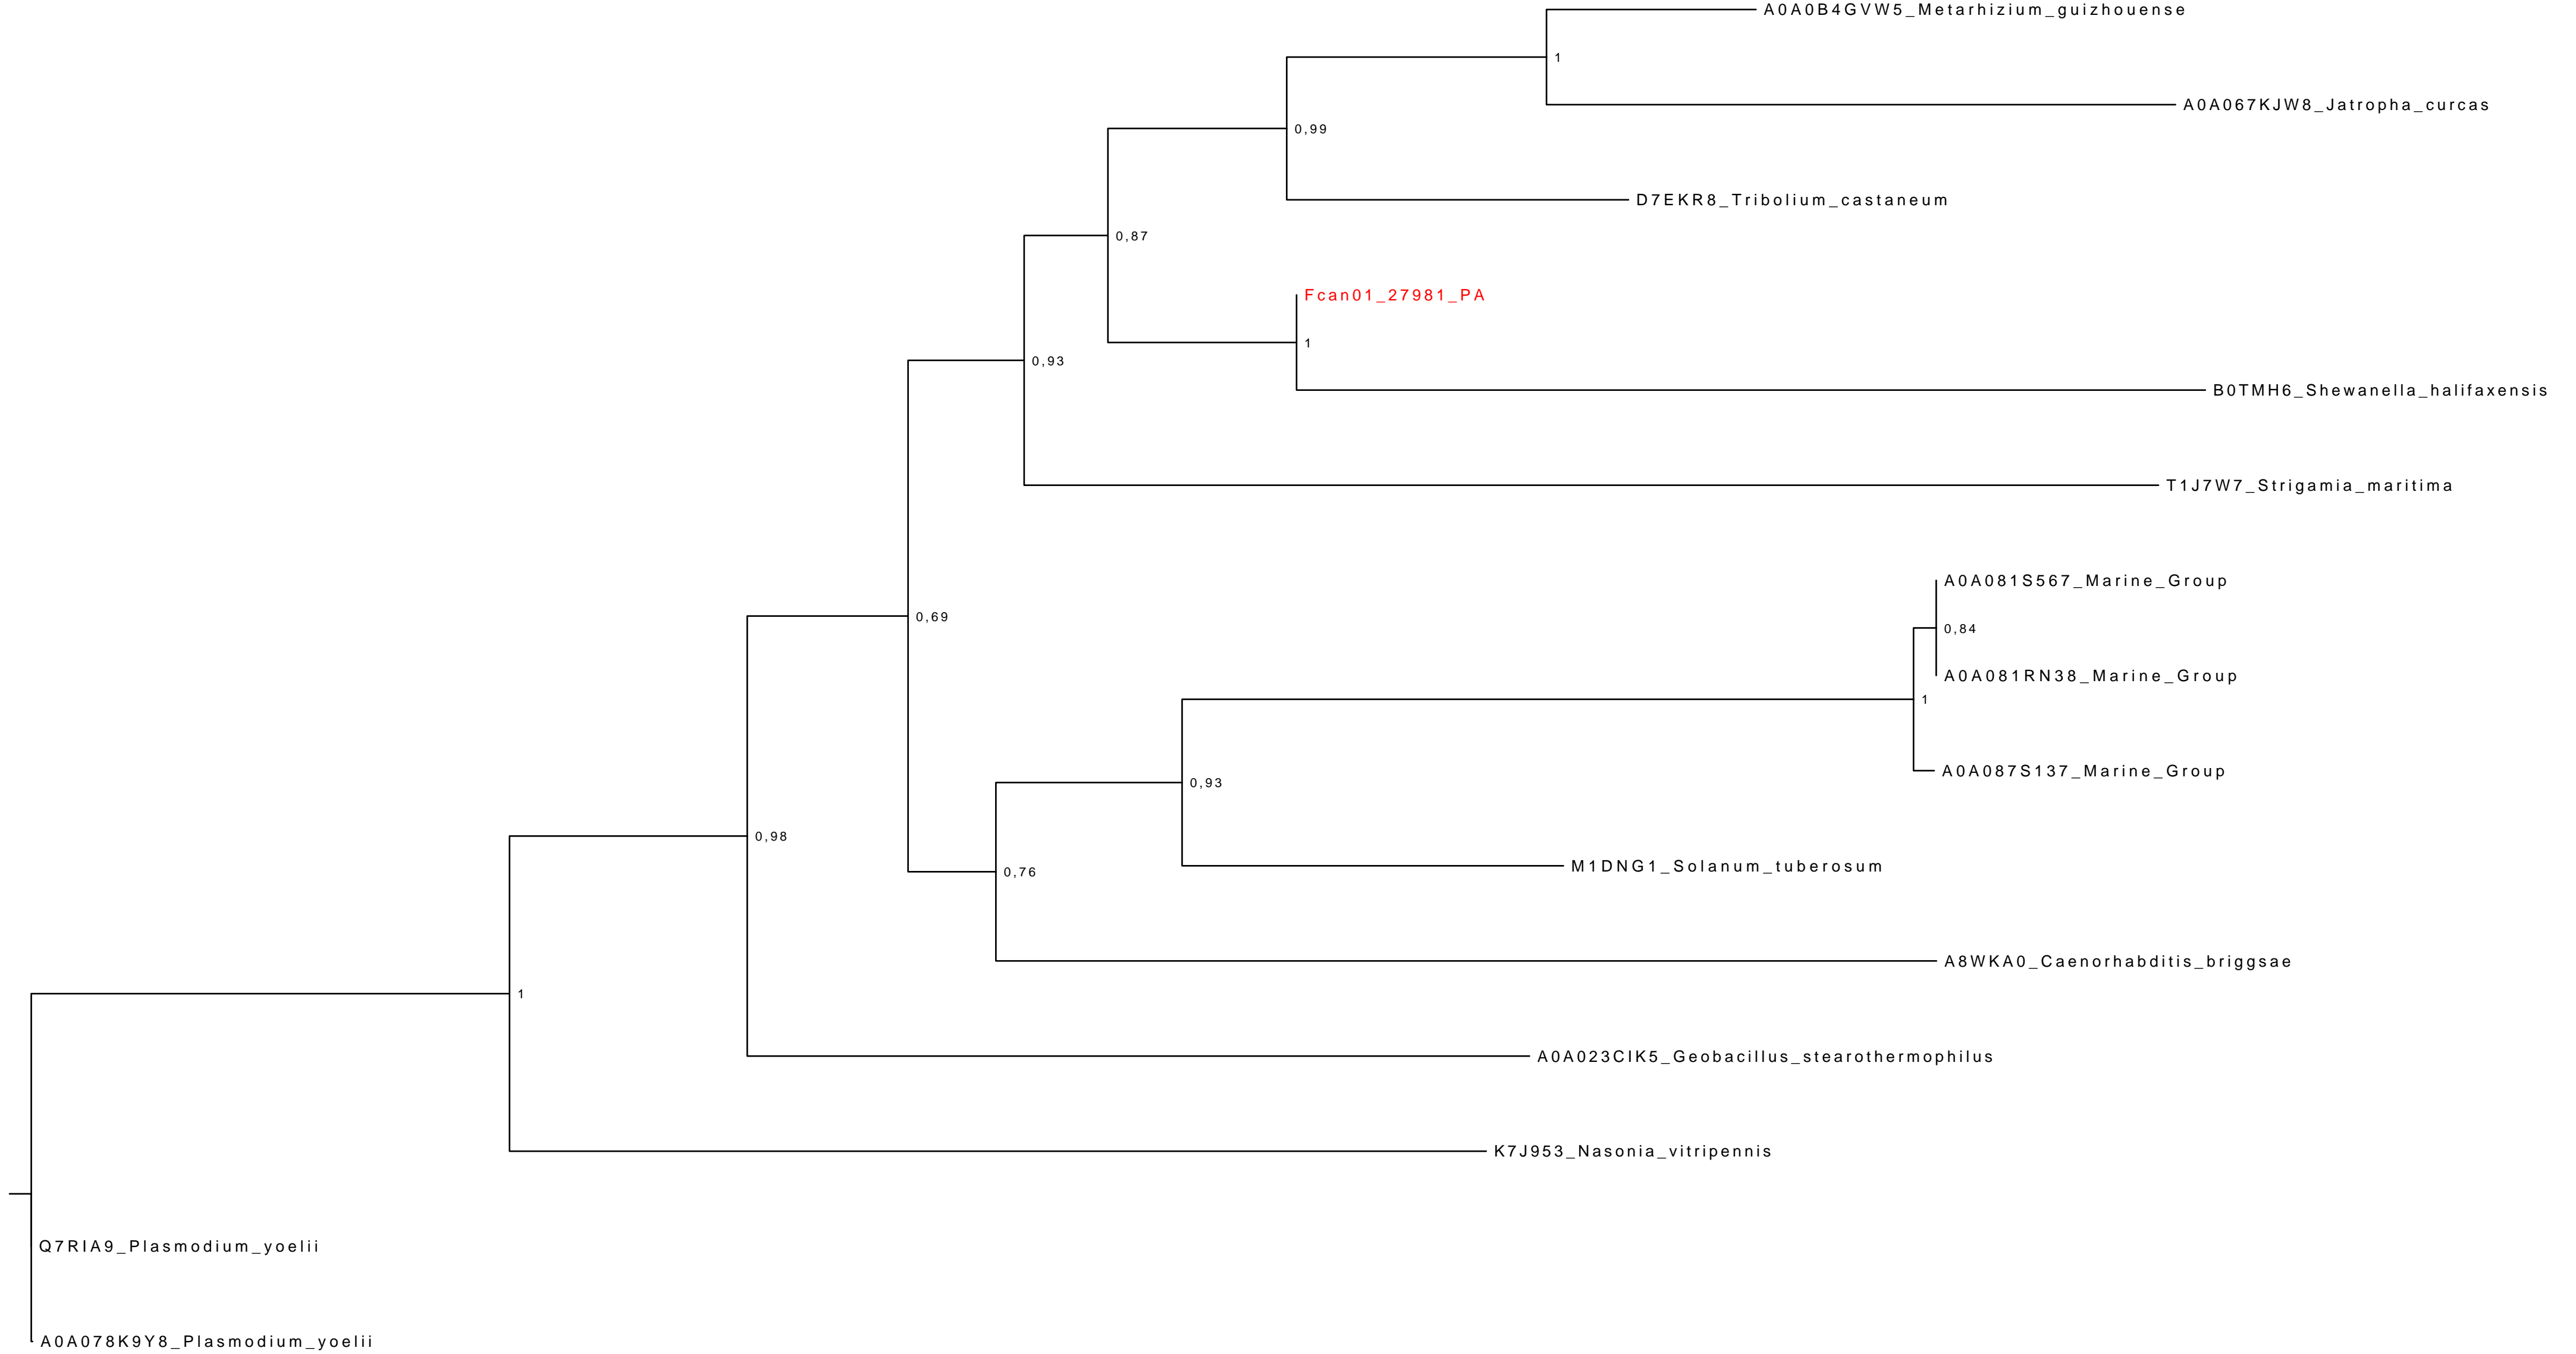 A0A0B4GVW5_Metarhizium_guizhouense
1
A0A067KJW8_Jatropha_curcas
0,99
D7EKR8_Tribolium_castaneum
0,87
Fcan01_27981_PA
1
0,93
B0TMH6_Shewanella_halifaxensis
T1J7W7_Strigamia_maritima
A0A081S567_Marine_Group
0,69
0,84
A0A081RN38_Marine_Group
1
A0A087S137_Marine_Group
0,93
0,98
M1DNG1_Solanum_tuberosum
0,76
A8WKA0_Caenorhabditis_briggsae
1
A0A023CIK5_Geobacillus_stearothermophilus
K7J953_Nasonia_vitripennis
Q7RIA9_Plasmodium_yoelii
A0A078K9Y8_Plasmodium_yoelii